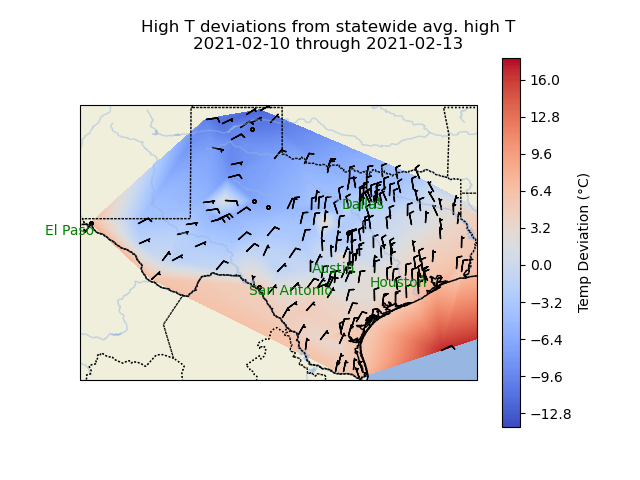 High T deviations from statewide avg. high T
2021-02-10 through 2021-02-13
16.0
12.8
9.6
6.4
3.2
0.0
−3.2
−6.4
−9.6
−12.8
Temp Deviation (°C)
Dallas
El Paso
Austin
Houston
San Antonio